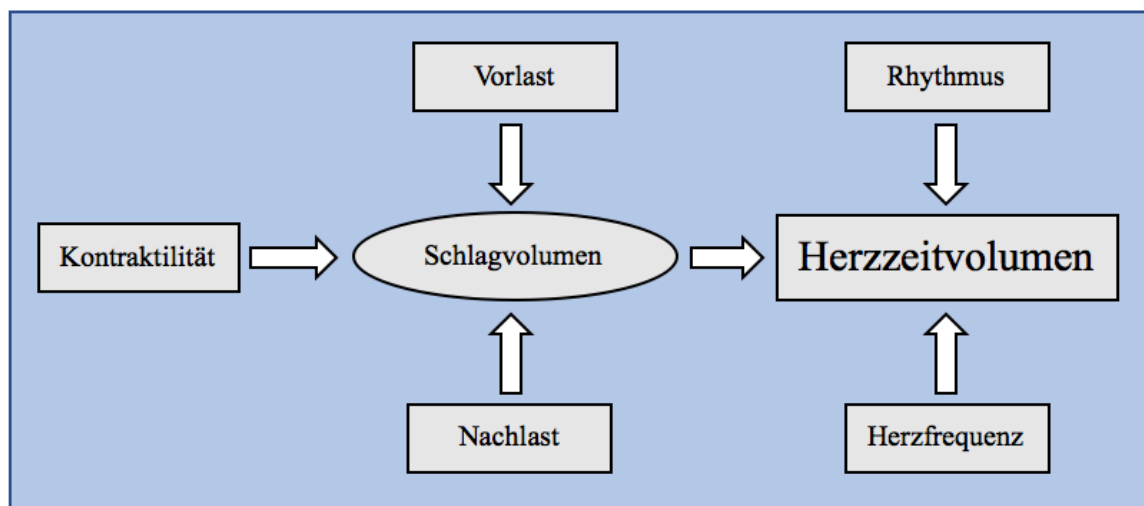 Vorlast
Rhythmus
Kontraktilität
Schlagvolumen
Herzzeitvolumen
Nachlast
Herzfrequenz